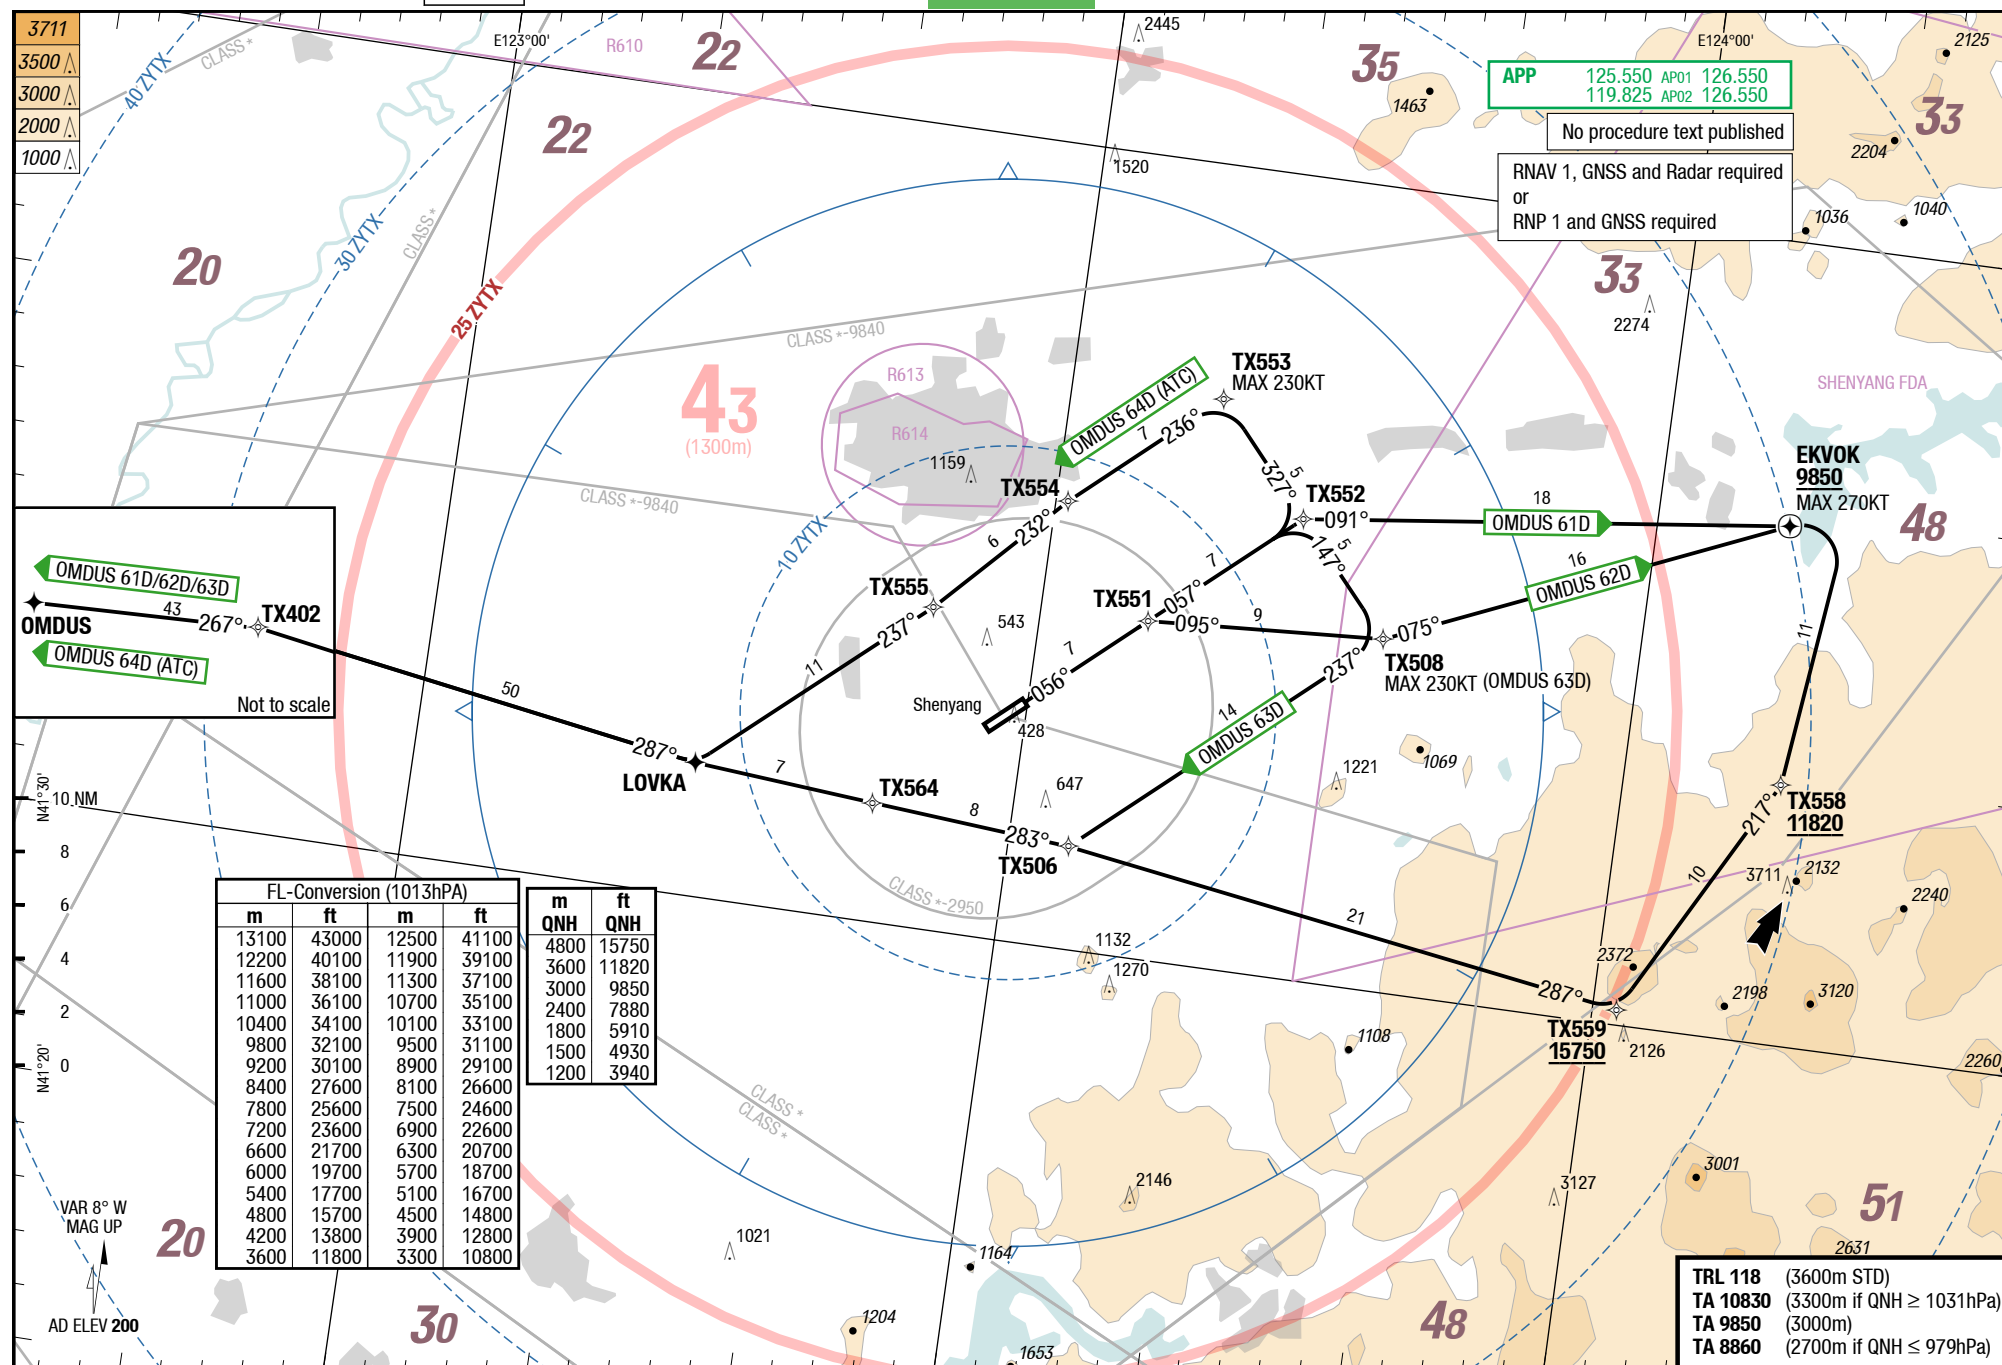 3711
3500
3000
2000
1000
40 ZYTX
CLASS *
E123°00'
R610
22
22
2445
35
1463
E124°00'
2125
APP 125.550 AP01 126.550
119.825 AP02 126.550
33
No procedure text published
2204
1520
RNAV 1, GNSS and Radar required
or
RNP 1 and GNSS required
1036
1040
30 ZYTX
CLASS *
20
25 ZYTX
33
2274
CLASS *-9840
43
(1300m)
R613
R614
1159
OMDUS 64D (ATC)
7
236°
TX553
MAX 230KT
SHENYANG FDA
CLASS *-9840
TX554
232°
6
10 ZYTX
5
327°
TX552
091°
18
OMDUS 61D
EKVOK
9850
MAX 270KT
48
147°
5
7
057°
16
OMDUS 62D
OMDUS 61D/62D/63D
43
267°
TX402
OMDUS
OMDUS 64D (ATC)
Not to scale
TX555
237°
11
543
TX551
095°
9
7
056°
075°
TX508
MAX 230KT (OMDUS 63D)
237°
11
50
287°
LOVKA
Shenyang
428
14
OMDUS 63D
7
TX564
647
1221
1069
8
283°
TX506
217°
TX558
11820
N41°30'
10 NM
8
6
4
2
0
N41°20'
CLASS *-2950
10
3711
2132
2240
21
1132
1270
2372
287°
TX559
15750
2126
2198
3120
1108
2260
FL-Conversion (1013hPA)
m ft m ft
13100 43000 12500 41100
12200 40100 11900 39100
11600 38100 11300 37100
11000 36100 10700 35100
10400 34100 10100 33100
9800 32100 9500 31100
9200 30100 8900 29100
8400 27600 8100 26600
7800 25600 7500 24600
7200 23600 6900 22600
6600 21700 6300 20700
6000 19700 5700 18700
5400 17700 5100 16700
4800 15700 4500 14800
4200 13800 3900 12800
3600 11800 3300 10800
m ft
QNH QNH
4800 15750
3600 11820
3000 9850
2400 7880
1800 5910
1500 4930
1200 3940
CLASS *
CLASS *
2146
3127
3001
51
2631
VAR 8° W
MAG UP
AD ELEV 200
20
1021
1164
30
1204
1653
48
TRL 118 (3600m STD)
TA 10830 (3300m if QNH ≥ 1031hPa)
TA 9850 (3000m)
TA 8860 (2700m if QNH ≤ 979hPa)